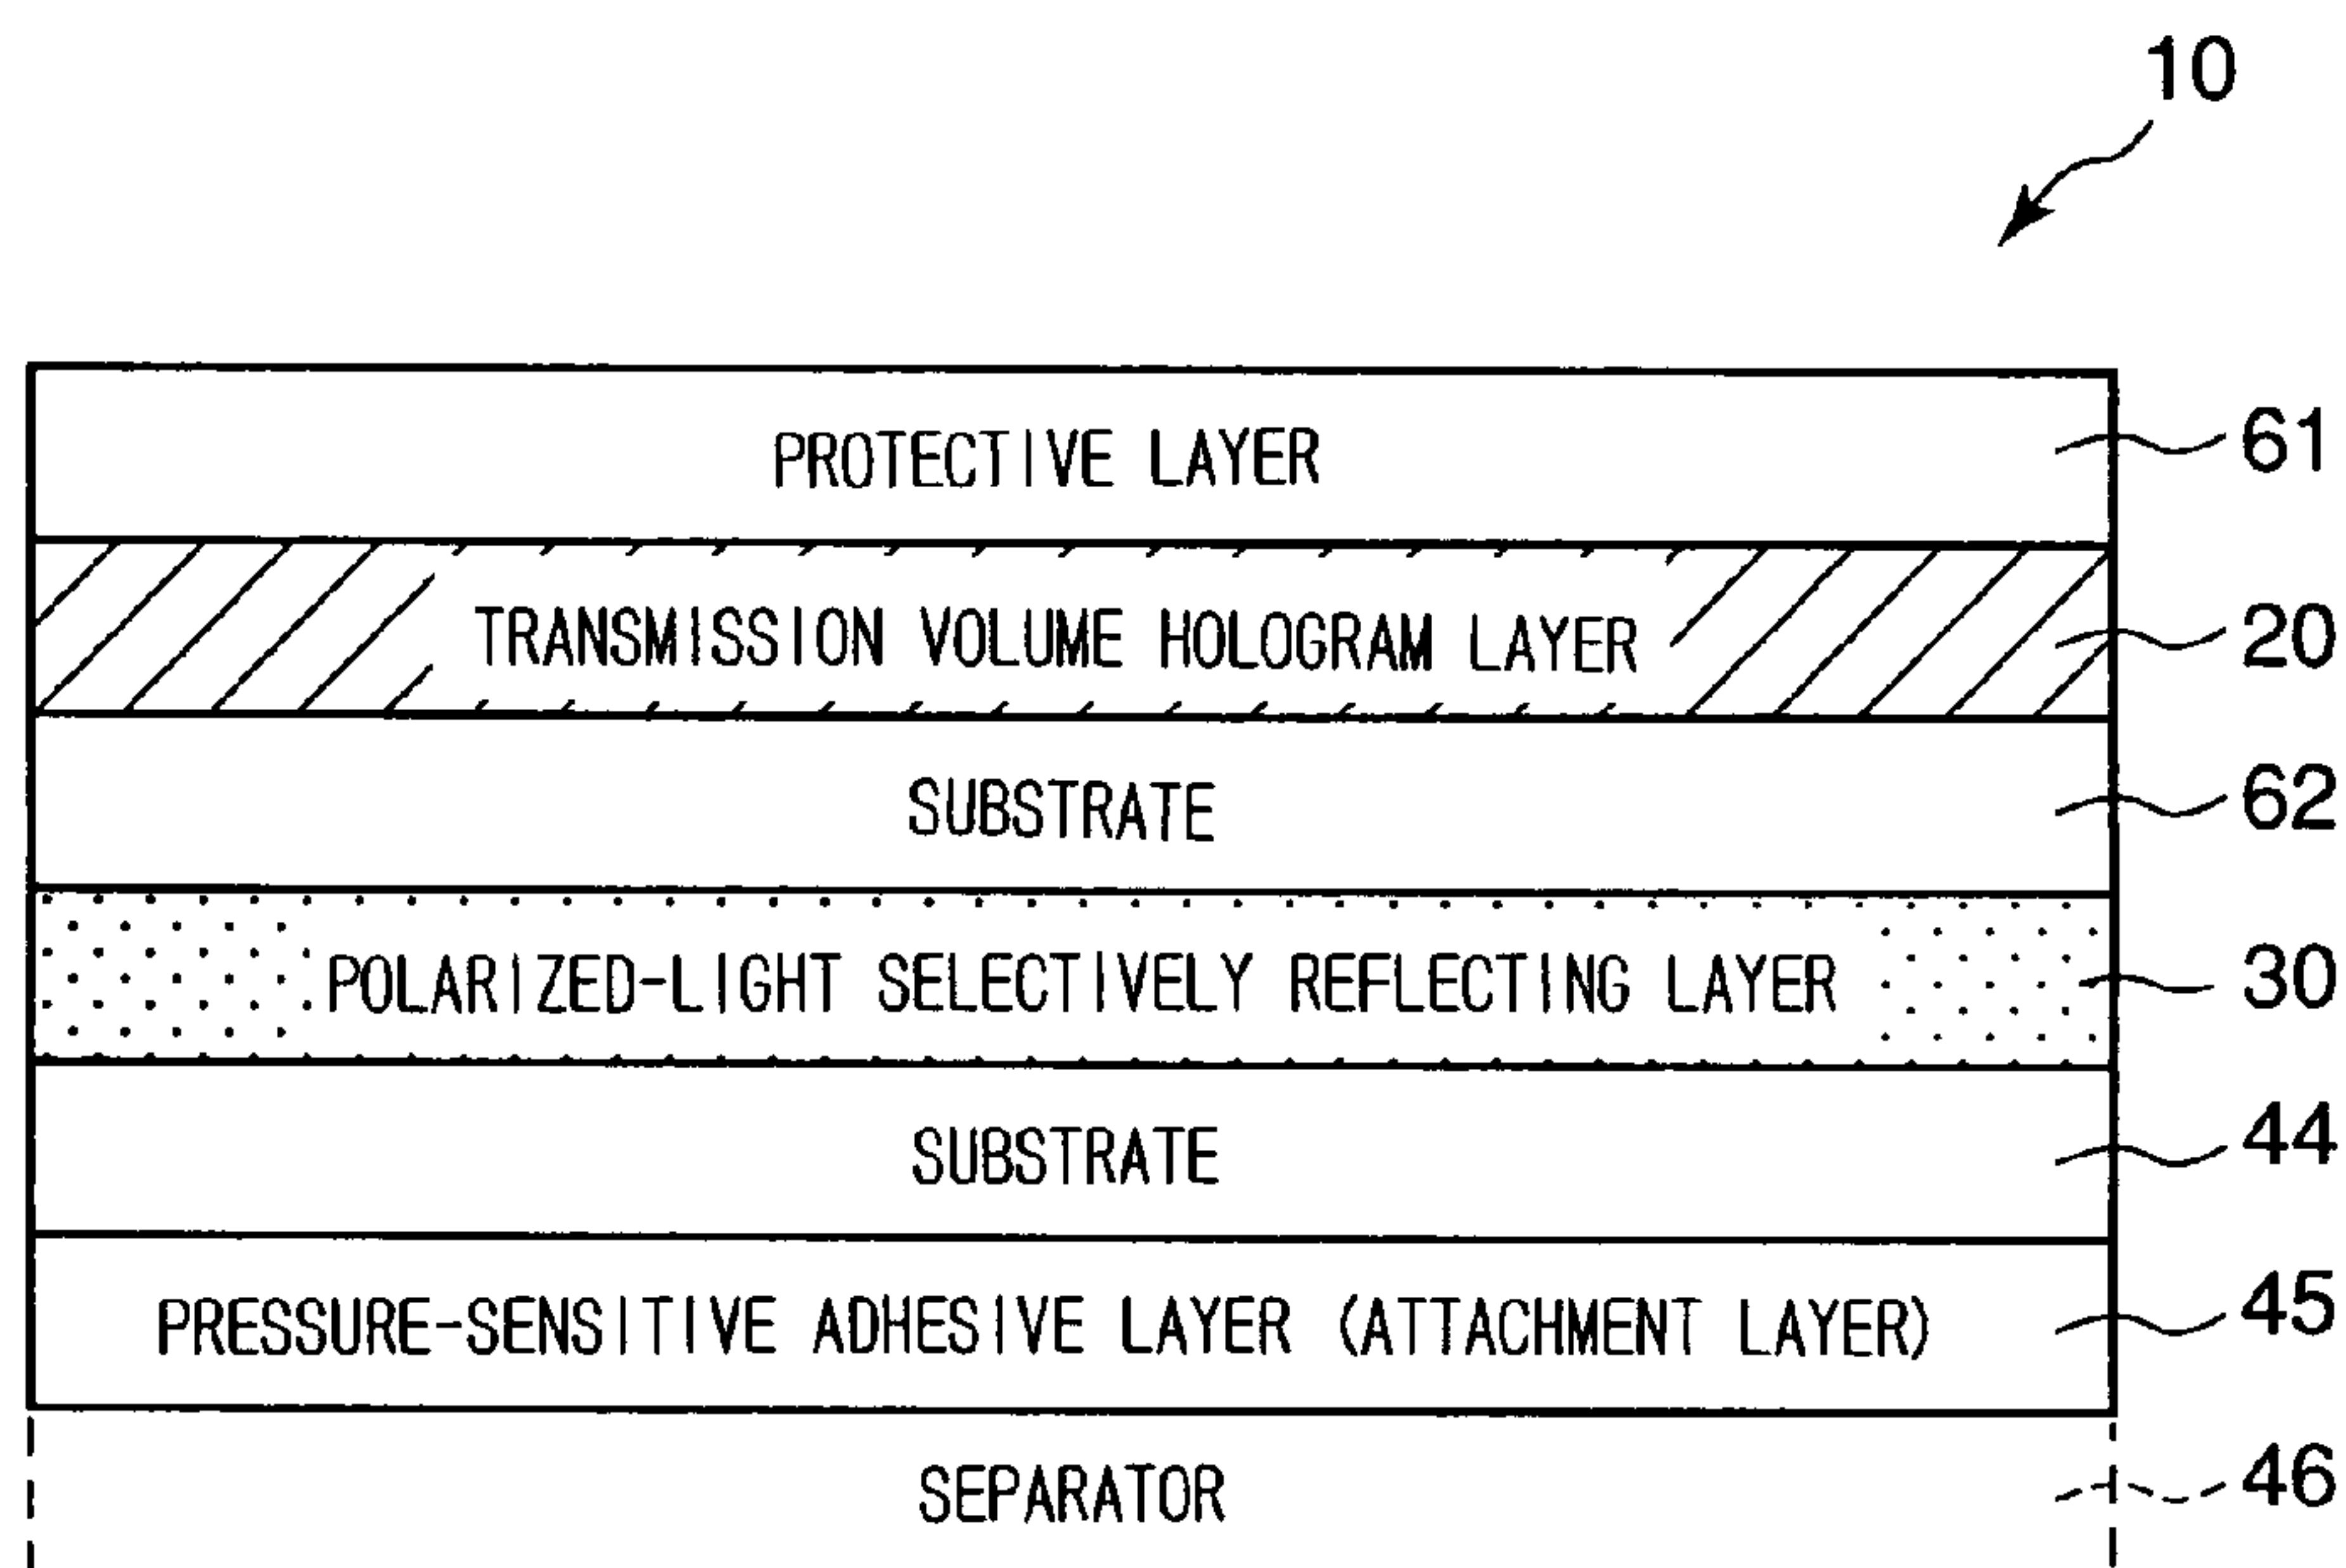 10
PROTECTIVE LAYER 61
TRANSMISSION VOLUME HOLOGRAM LAYER 20
SUBSTRATE 62
POLARIZED-LIGHT SELECTIVELY REFLECTING LAYER 30
SUBSTRATE 44
PRESSURE-SENSITIVE ADHESIVE LAYER (ATTACHMENT LAYER) 45
SEPARATOR 46